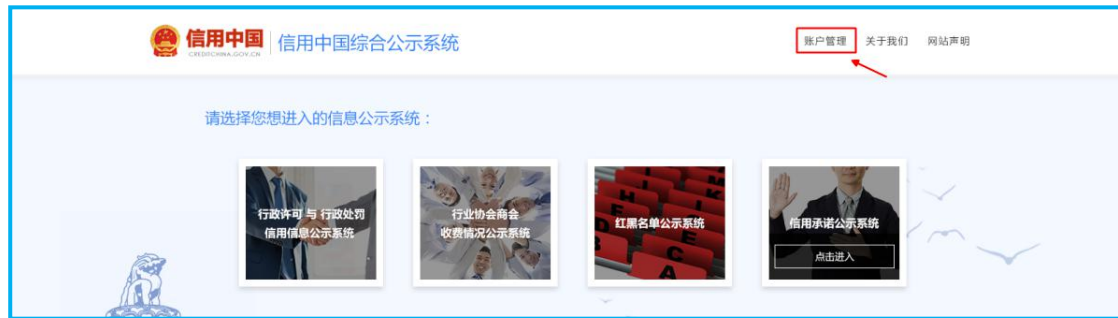 信用中国
CREDITCHINA.GOV.CN
信用中国综合公示系统
账户管理 关于我们 网站声明
请选择您想进入的信息公示系统：
行政许可 与 行政处罚
信用信息公示系统
行业协会商会
收费情况公示系统
红黑名单公示系统
信用承诺公示系统
点击进入